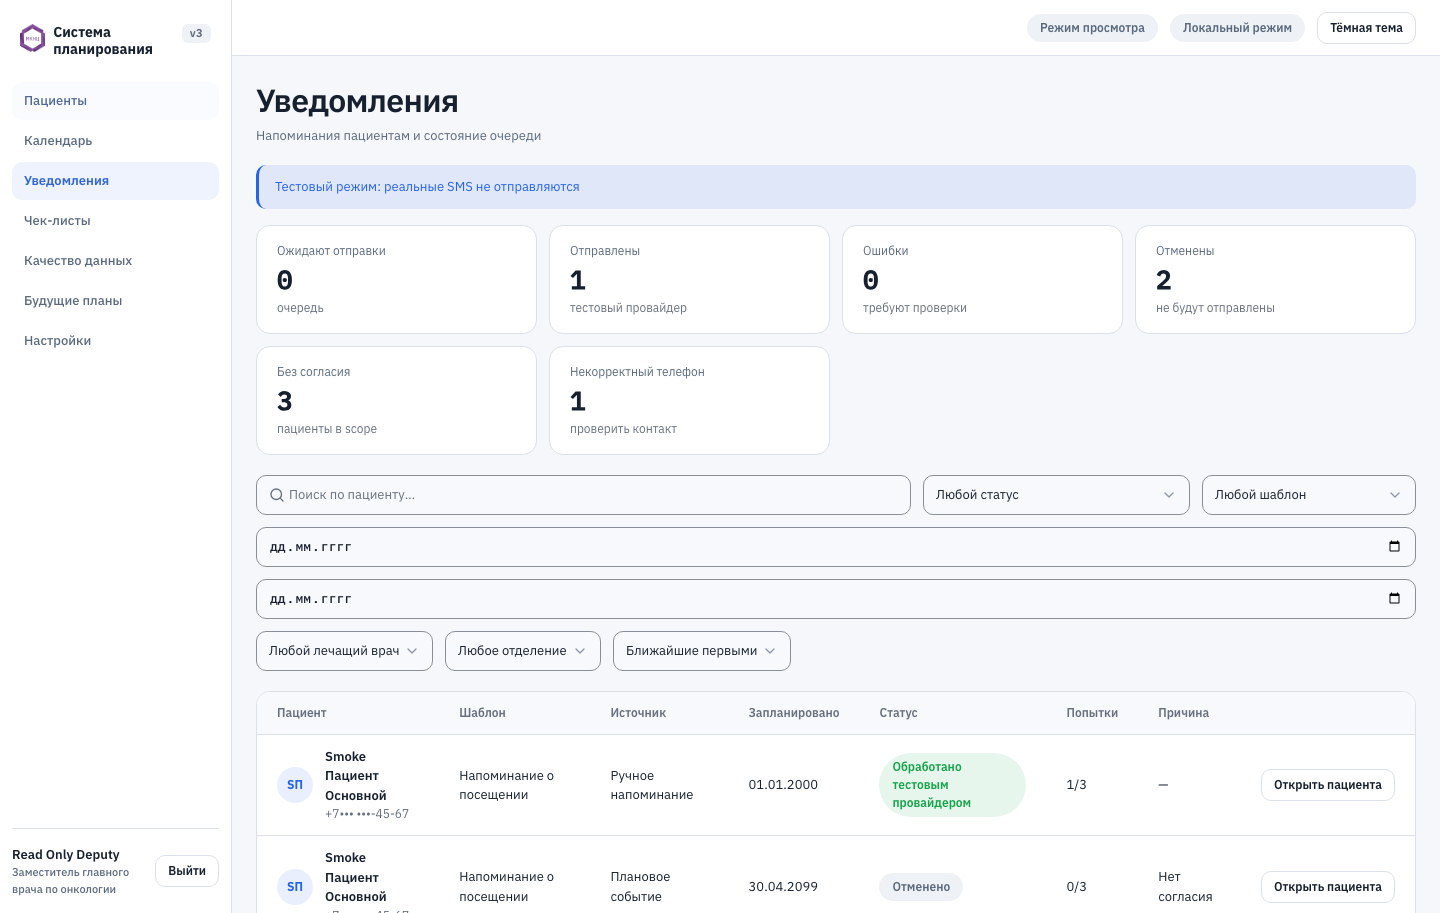 Система
планирования
v3
Режим просмотра
Локальный режим
Тёмная тема
Пациенты
Календарь
Уведомления
Чек-листы
Качество данных
Будущие планы
Настройки
Read Only Deputy
Заместитель главного
врача по онкологии
Выйти
Уведомления
Напоминания пациентам и состояние очереди
Тестовый режим: реальные SMS не отправляются
Ожидают отправки
0
очередь
Отправлены
1
тестовый провайдер
Ошибки
0
требуют проверки
Отменены
2
не будут отправлены
Без согласия
3
пациенты в scope
Некорректный телефон
1
проверить контакт
Поиск по пациенту...
Любой статус
Любой шаблон
дд.мм.гггг
дд.мм.гггг
Любой лечащий врач
Любое отделение
Ближайшие первыми
Пациент Шаблон Источник Запланировано Статус Попытки Причина
СП
Smoke
Пациент
Основной
+7••• •••-45-67
Напоминание о
посещении
Ручное
напоминание
01.01.2000
Обработано
тестовым
провайдером
1/3
—
Открыть пациента
СП
Smoke
Пациент
Основной
Напоминание о
посещении
Плановое
событие
30.04.2099
Отменено
0/3
Нет
согласия
Открыть пациента